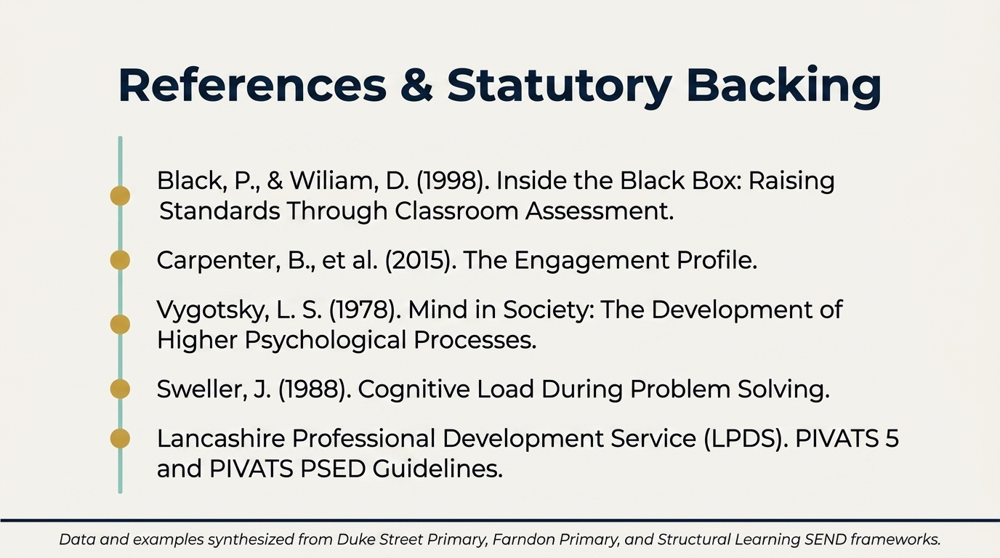 References & Statutory Backing
Black, P., & Wiliam, D. (1998). Inside the Black Box: Raising
Standards Through Classroom Assessment.
Carpenter, B., et al. (2015). The Engagement Profile.
Vygotsky, L. S. (1978). Mind in Society: The Development of
Higher Psychological Processes.
Sweller, J. (1988). Cognitive Load During Problem Solving.
Lancashire Professional Development Service (LPDS). PIVATS 5
and PIVATS PSED Guidelines.
Data and examples synthesized from Duke Street Primary, Farndon Primary, and Structural Learning SEND frameworks.